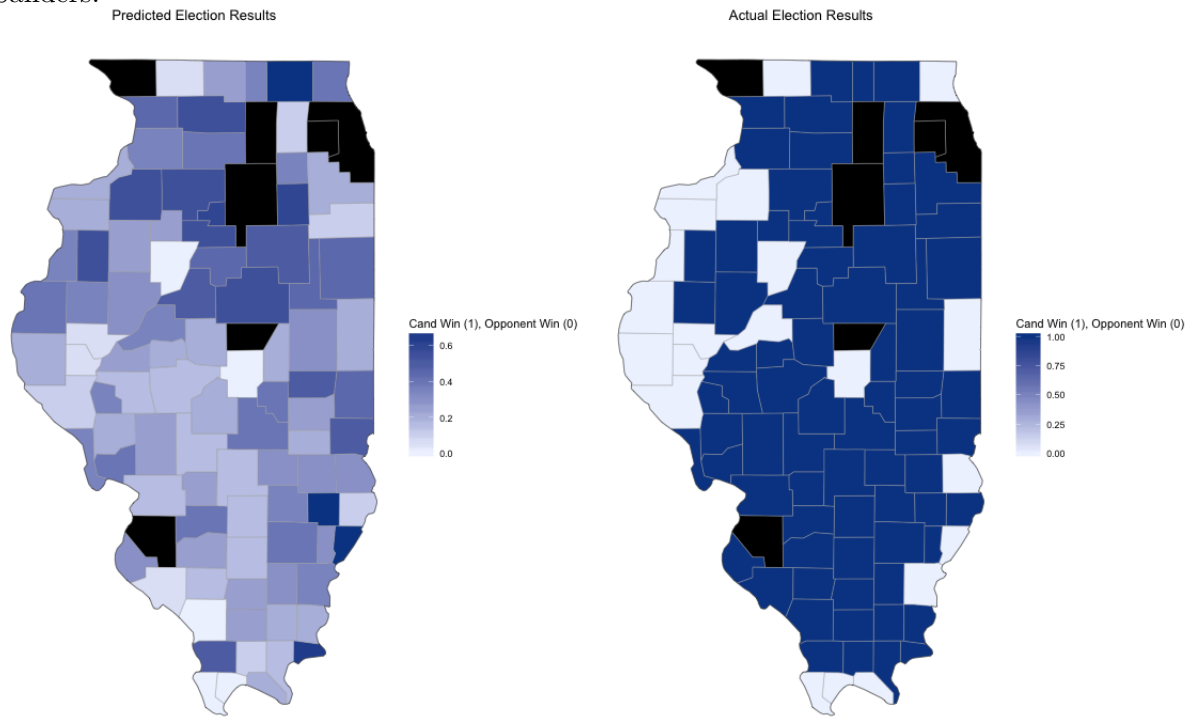 Predicted Election Results
Actual Election Results
Cand Win (1), Opponent Win (0)
0.6
0.4
0.2
0.0
Cand Win (1), Opponent Win (0)
1.00
0.75
0.50
0.25
0.00